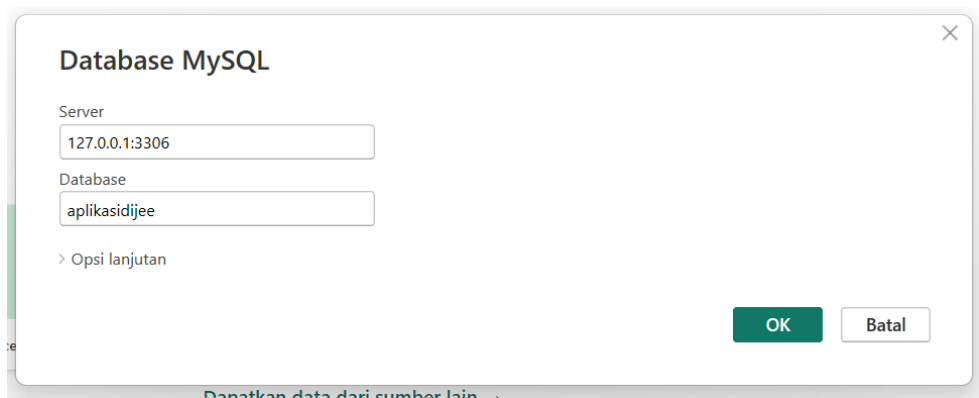 Database MySQL
Server
127.0.0.1:3306
Database
aplikasidijee
> Opsi lanjutan
OK Batal
ce
Dapatkan data dari sumber lain →